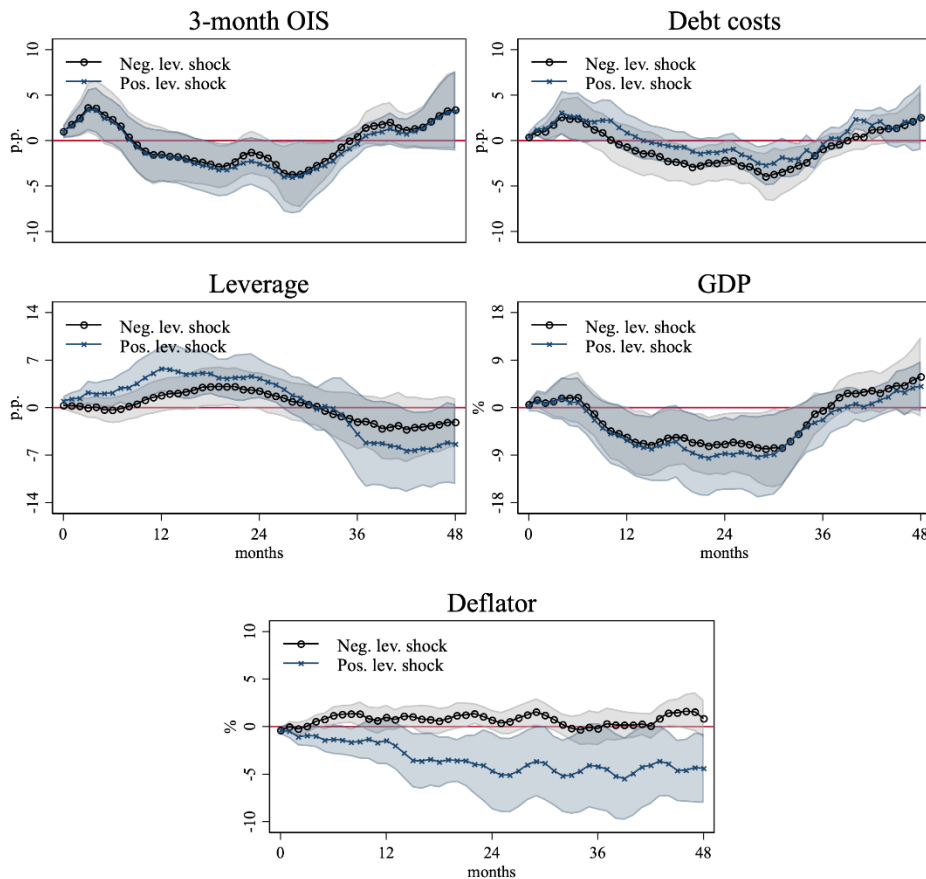 3-month OIS
p.p.
10
5
0
-5
-10
Neg. lev. shock
Pos. lev. shock
Debt costs
p.p.
10
5
0
-5
-10
Neg. lev. shock
Pos. lev. shock
Leverage
p.p.
14
7
0
-7
-14
Neg. lev. shock
Pos. lev. shock
0 12 24 36 48
months
GDP
%
18
9
0
-9
-18
Neg. lev. shock
Pos. lev. shock
0 12 24 36 48
months
Deflator
%
10
5
0
-5
-10
Neg. lev. shock
Pos. lev. shock
0 12 24 36 48
months